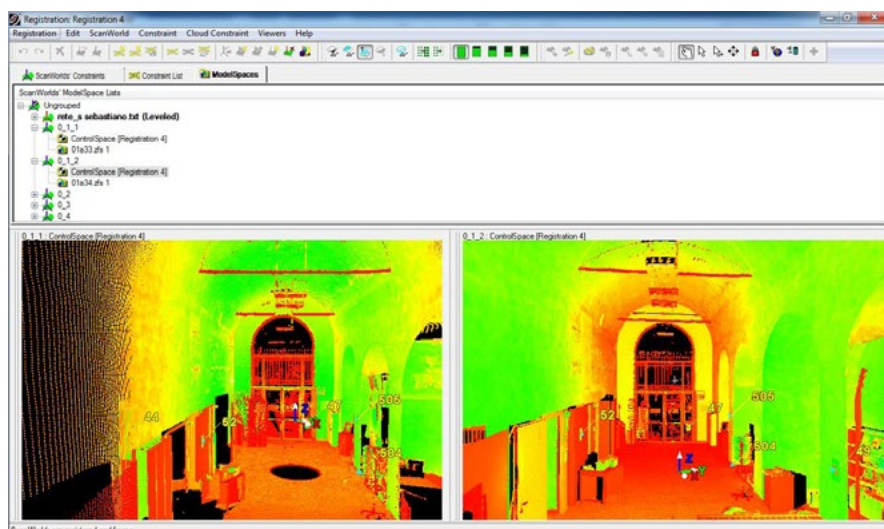 Registration: Registration 4
Registration Edit ScanWorld Constraint Cloud Constraint Viewers Help
ScanWorlds' Constraints Constraint List ModelSpaces
ScanWorlds' ModelSpace Lists
Ungrouped
rete_s sebastiano.txt (Leveled)
0_1_1
ControlSpace [Registration 4]
01a33.zfs 1
0_1_2
ControlSpace [Registration 4]
01a34.zfs 1
0_2
0_3
0_4
0_1_1 : ControlSpace [Registration 4]
0_1_2 : ControlSpace [Registration 4]
44
52
Z
X
47
505
504
52
47
505
504
Z
Y
X
44